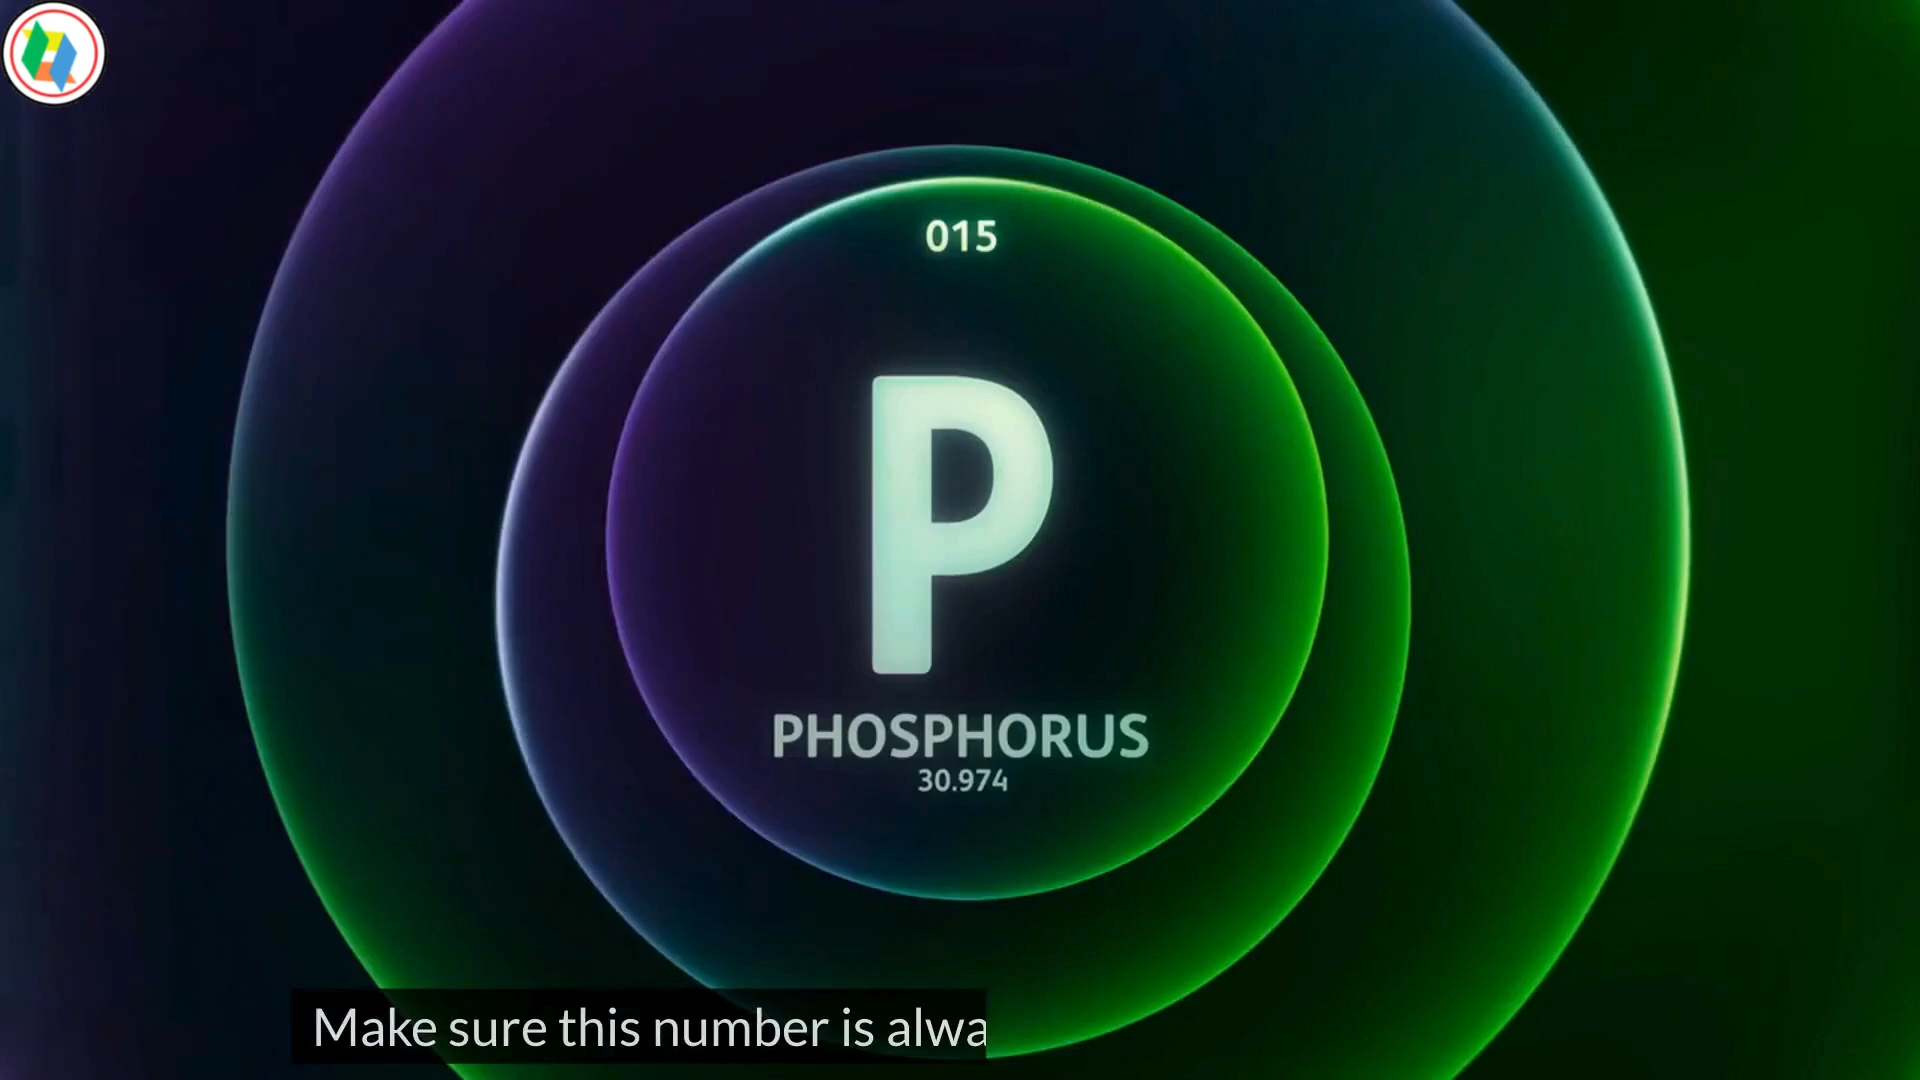 015
P
PHOSPHORUS
30.974
Make sure this number is alwa